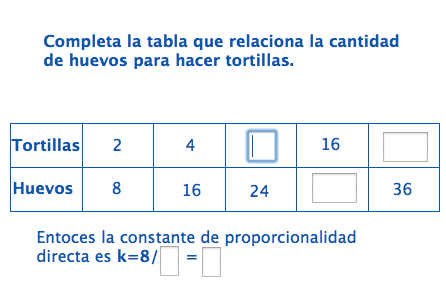 Completa la tabla que relaciona la cantidad
de huevos para hacer tortillas.
Tortillas 2 4 16
Huevos 8 16 24 36
Entoces la constante de proporcionalidad
directa es k=8/ =